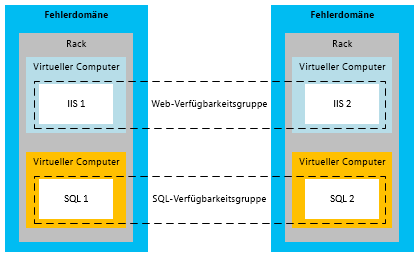 Fehlerdomäne
Fehlerdomäne
Rack
Rack
Virtueller Computer
Virtueller Computer
IIS 1
Web-Verfügbarkeitsgruppe
IIS 2
Virtueller Computer
Virtueller Computer
SQL 1
SQL-Verfügbarkeitsgruppe
SQL 2